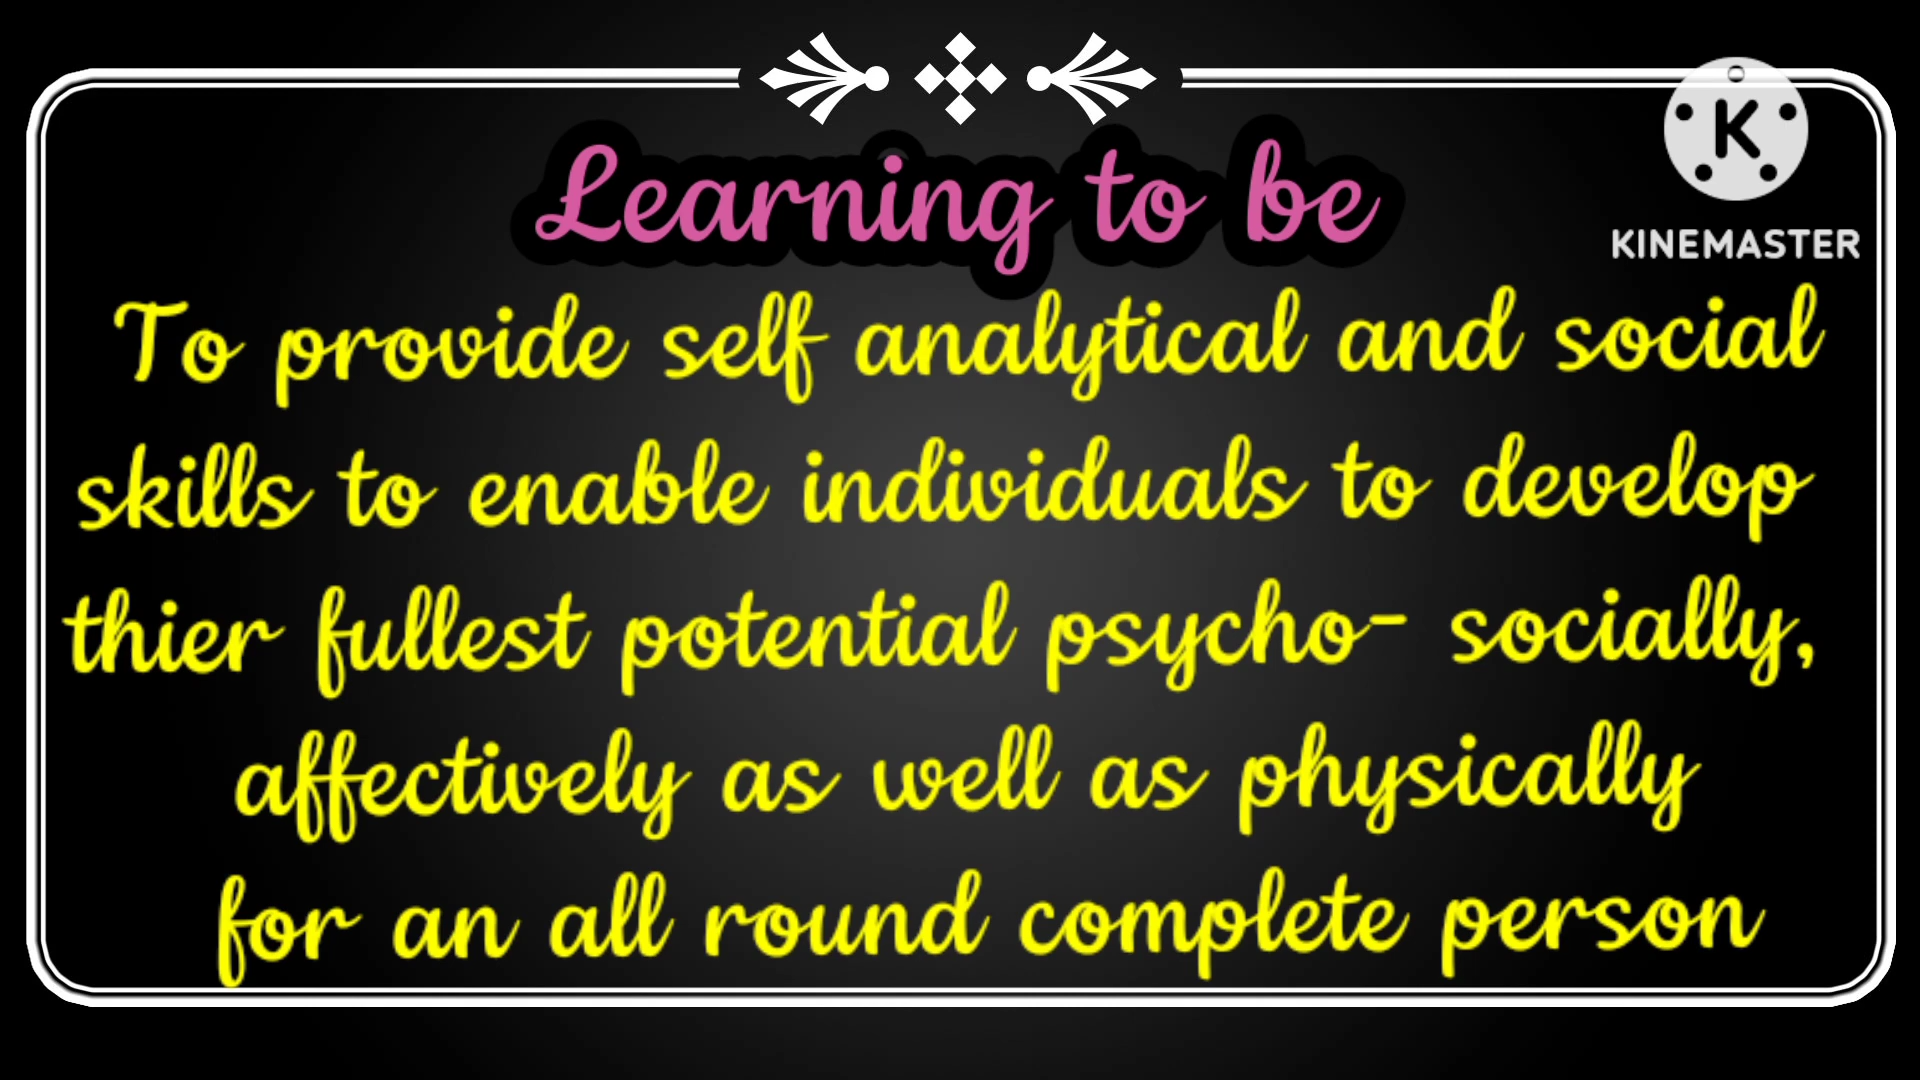 Learning to be
K
KINEMASTER
To provide self analytical and social
skills to enable individuals to develop
thier fullest potential psycho- socially,
affectively as well as physically
for an all round complete person